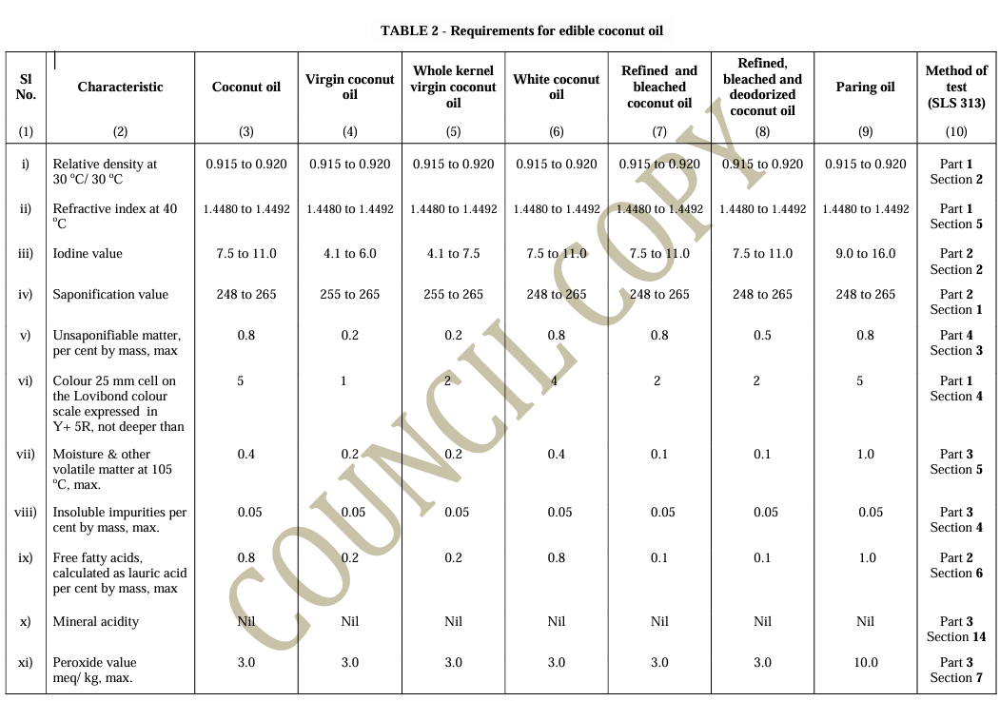 TABLE 2 - Requirements for edible coconut oil
Sl No. | Characteristic | Coconut oil | Virgin coconut oil | Whole kernel virgin coconut oil | White coconut oil | Refined and bleached coconut oil | Refined, bleached and deodorized coconut oil | Paring oil | Method of test (SLS 313)
(1) | (2) | (3) | (4) | (5) | (6) | (7) | (8) | (9) | (10)
i) | Relative density at 30 ºC/ 30 ºC | 0.915 to 0.920 | 0.915 to 0.920 | 0.915 to 0.920 | 0.915 to 0.920 | 0.915 to 0.920 | 0.915 to 0.920 | 0.915 to 0.920 | Part 1 Section 2
ii) | Refractive index at 40 ºC | 1.4480 to 1.4492 | 1.4480 to 1.4492 | 1.4480 to 1.4492 | 1.4480 to 1.4492 | 1.4480 to 1.4492 | 1.4480 to 1.4492 | 1.4480 to 1.4492 | Part 1 Section 5
iii) | Iodine value | 7.5 to 11.0 | 4.1 to 6.0 | 4.1 to 7.5 | 7.5 to 11.0 | 7.5 to 11.0 | 7.5 to 11.0 | 9.0 to 16.0 | Part 2 Section 2
iv) | Saponification value | 248 to 265 | 255 to 265 | 255 to 265 | 248 to 265 | 248 to 265 | 248 to 265 | 248 to 265 | Part 2 Section 1
v) | Unsaponifiable matter, per cent by mass, max | 0.8 | 0.2 | 0.2 | 0.8 | 0.8 | 0.5 | 0.8 | Part 4 Section 3
vi) | Colour 25 mm cell on the Lovibond colour scale expressed in Y+ 5R, not deeper than | 5 | 1 | 2 | 4 | 2 | 2 | 5 | Part 1 Section 4
vii) | Moisture & other volatile matter at 105 ºC, max. | 0.4 | 0.2 | 0.2 | 0.4 | 0.1 | 0.1 | 1.0 | Part 3 Section 5
viii) | Insoluble impurities per cent by mass, max. | 0.05 | 0.05 | 0.05 | 0.05 | 0.05 | 0.05 | 0.05 | Part 3 Section 4
ix) | Free fatty acids, calculated as lauric acid per cent by mass, max | 0.8 | 0.2 | 0.2 | 0.8 | 0.1 | 0.1 | 1.0 | Part 2 Section 6
x) | Mineral acidity | Nil | Nil | Nil | Nil | Nil | Nil | Nil | Part 3 Section 14
xi) | Peroxide value meq/ kg, max. | 3.0 | 3.0 | 3.0 | 3.0 | 3.0 | 3.0 | 10.0 | Part 3 Section 7
COUNCIL COPY